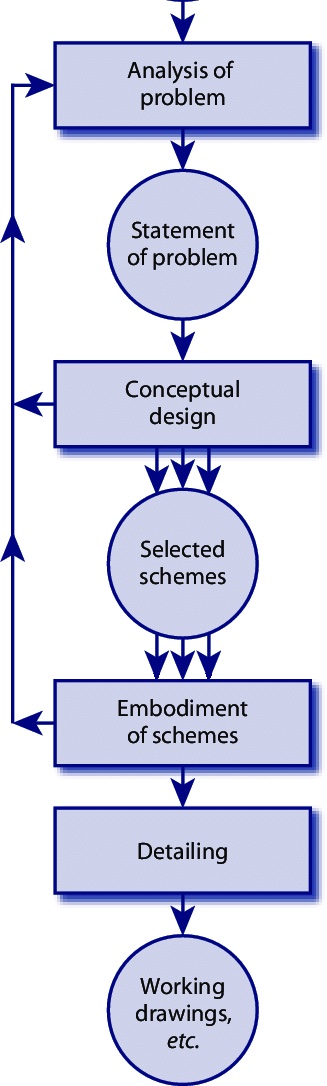 Analysis of
problem
Statement
of problem
Conceptual
design
Selected
schemes
Embodiment
of schemes
Detailing
Working
drawings,
etc.